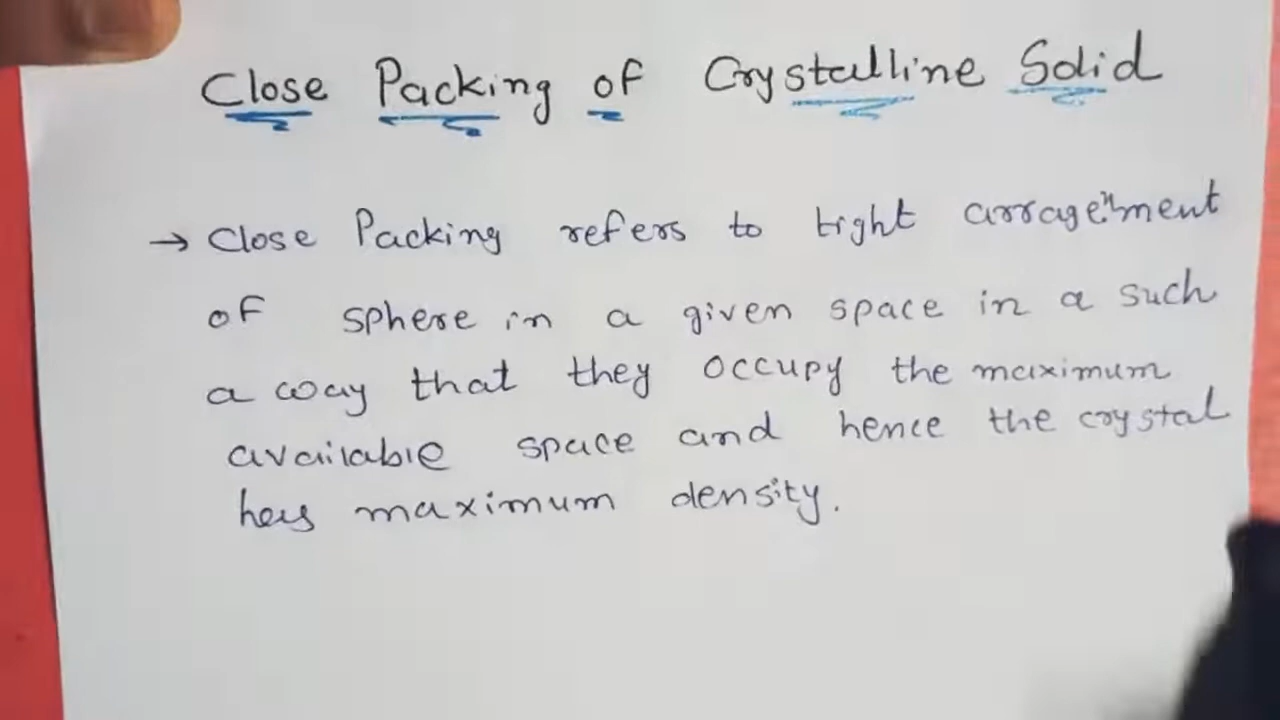 Close Packing of Crystalline Solid
→ Close Packing refers to tight arragenment
of sphere in a given space in a such
a way that they occupy the maximum
available space and hence the crystal
has maximum density.